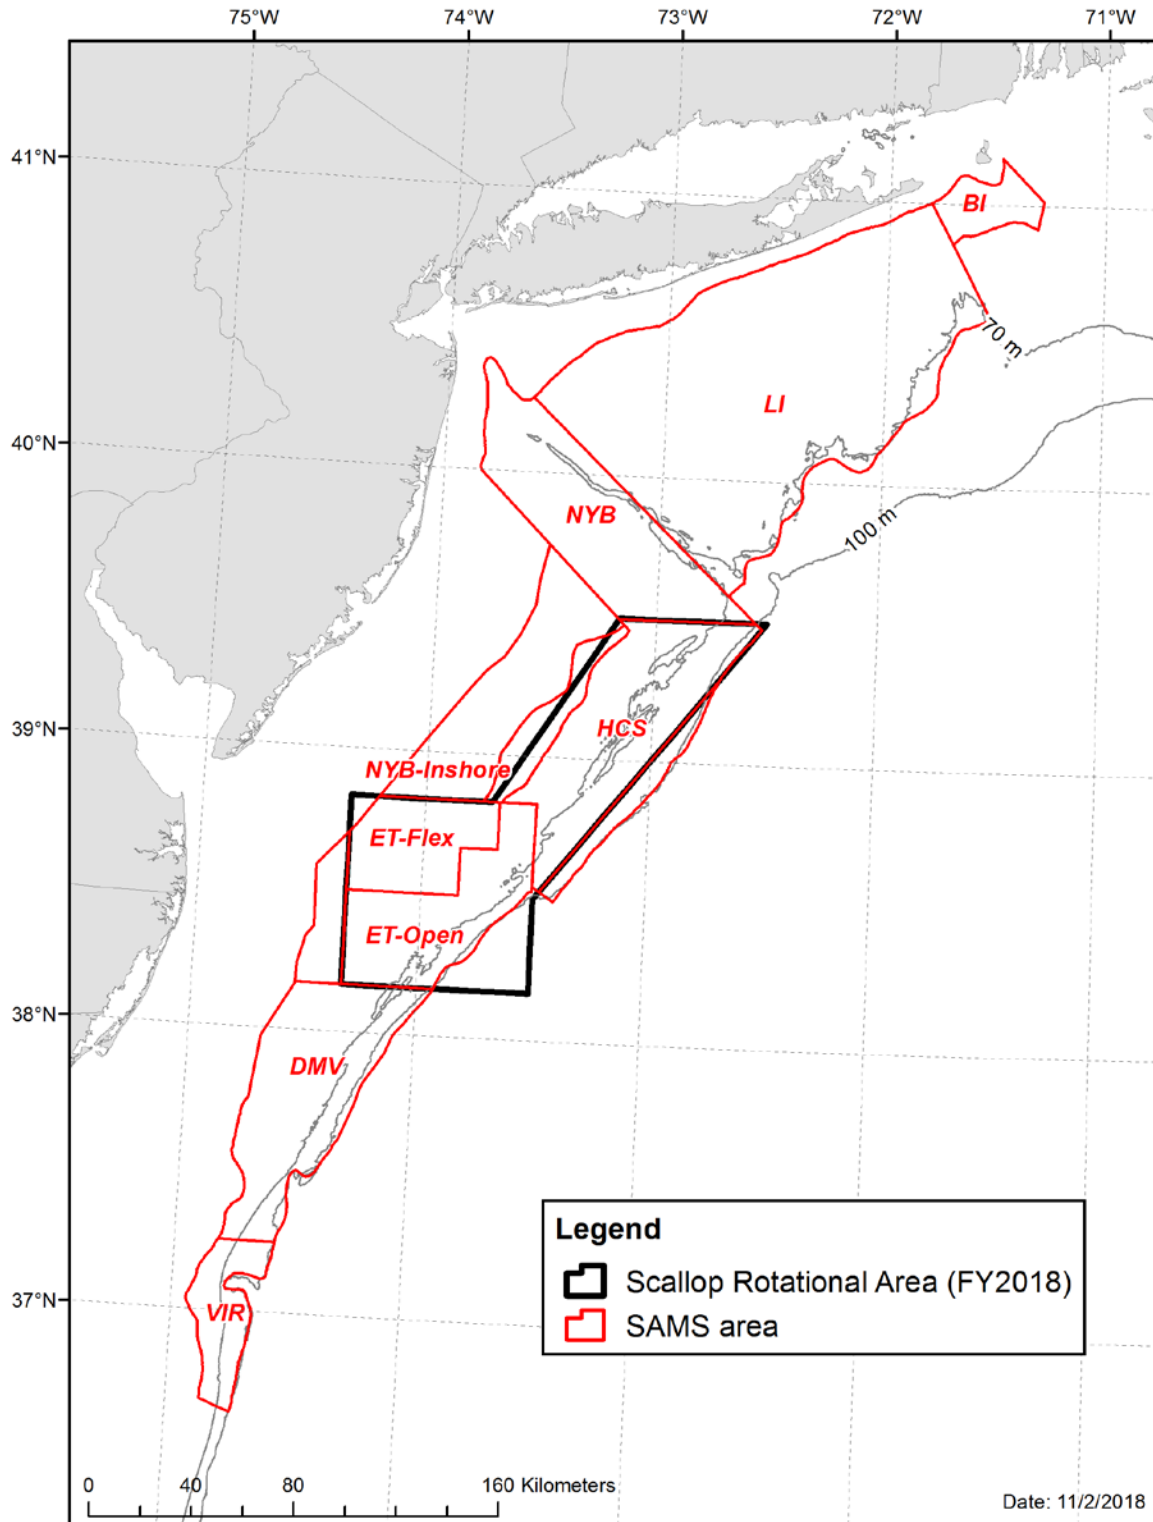 75°W 74°W 73°W 72°W 71°W
41°N
BI
70 m
LI
40°N
NYB
100 m
39°N
HCS
NYB-Inshore
ET-Flex
ET-Open
38°N
DMV
Legend
Scallop Rotational Area (FY2018)
SAMS area
37°N
VIR
0 40 80 160 Kilometers
Date: 11/2/2018